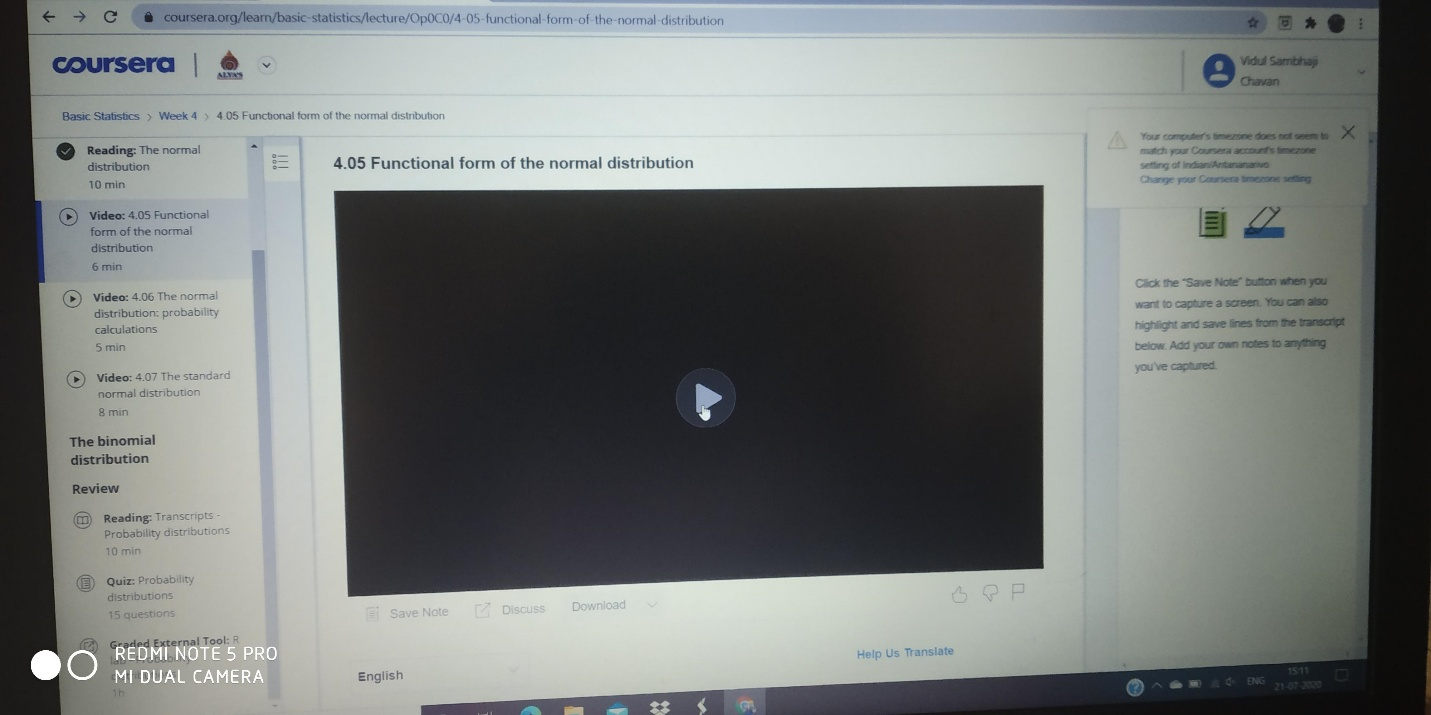 coursera.org/learn/basic-statistics/lecture/Op0C0/4-05-functional-form-of-the-normal-distribution
coursera
ALVA'S
Vidul Sambhaji
Chavan
Basic Statistics > Week 4 > 4.05 Functional form of the normal distribution
Your computer's timezone does not seem to
match your Coursera account's timezone
setting of Indian/Antananarivo
Change your Coursera timezone setting
Reading: The normal
distribution
10 min
Video: 4.05 Functional
form of the normal
distribution
6 min
Video: 4.06 The normal
distribution: probability
calculations
5 min
Video: 4.07 The standard
normal distribution
8 min
The binomial
distribution
Review
Reading: Transcripts -
Probability distributions
10 min
Quiz: Probability
distributions
15 questions
Graded External Tool: R
1h
4.05 Functional form of the normal distribution
Save Note
Discuss
Download
English
Help Us Translate
Click the "Save Note" button when you
want to capture a screen. You can also
highlight and save lines from the transcript
below. Add your own notes to anything
you've captured.
ENG
15:11
21-07-2020
REDMI NOTE 5 PRO
MI DUAL CAMERA